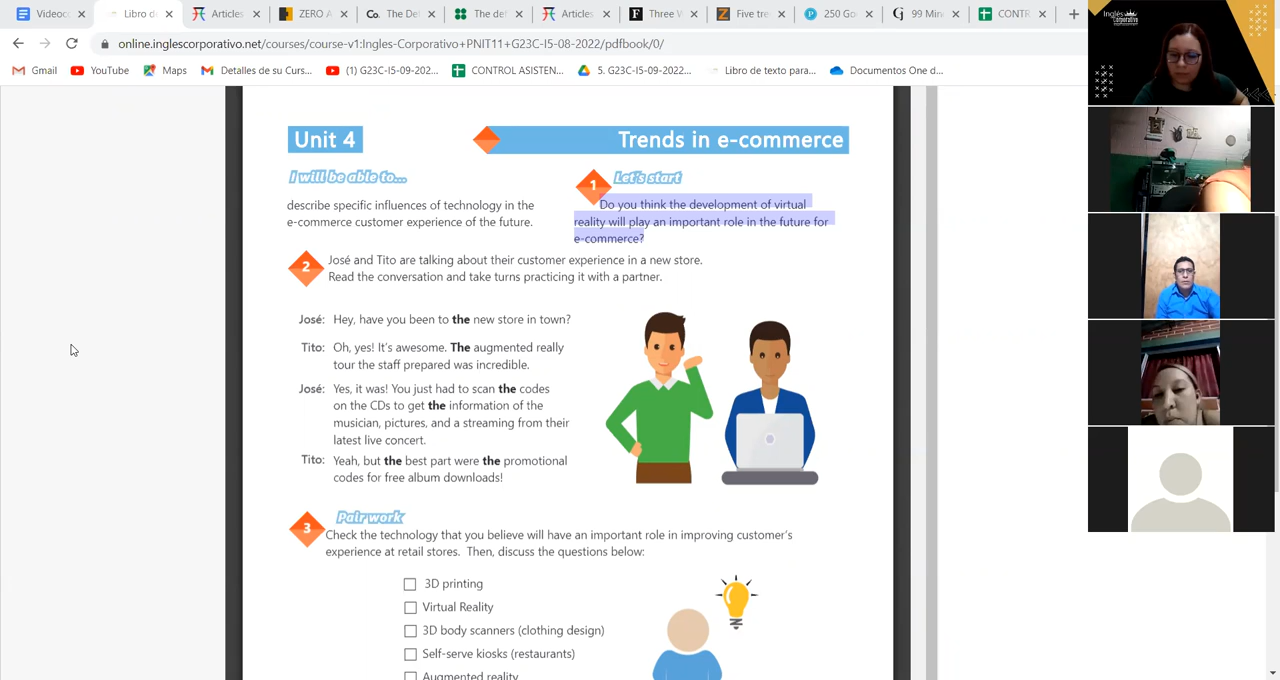 Videoco
Libro de
Articles
ZERO A
Co. The Det
The def
Articles
Three V
Five tre
250 Go
99 Min
CONTR
online.inglescorporativo.net/courses/course-v1:Ingles-Corporativo+PNIT11+G23C-I5-08-2022/pdfbook/0/
Gmail
YouTube
Maps
Detalles de su Curs...
(1) G23C-I5-09-202...
CONTROL ASISTEN...
5. G23C-I5-09-2022...
Libro de texto para...
Documentos One d...
Inglés
Corporativo
Unit 4
Trends in e-commerce
I will be able to...
describe specific influences of technology in the
e-commerce customer experience of the future.
1
Let's start
Do you think the development of virtual
reality will play an important role in the future for
e-commerce?
2
José and Tito are talking about their customer experience in a new store.
Read the conversation and take turns practicing it with a partner.
José: Hey, have you been to the new store in town?
Tito: Oh, yes! It's awesome. The augmented really
tour the staff prepared was incredible.
José: Yes, it was! You just had to scan the codes
on the CDs to get the information of the
musician, pictures, and a streaming from their
latest live concert.
Tito: Yeah, but the best part were the promotional
codes for free album downloads!
3
Pair work
Check the technology that you believe will have an important role in improving customer's
experience at retail stores. Then, discuss the questions below:
3D printing
Virtual Reality
3D body scanners (clothing design)
Self-serve kiosks (restaurants)
Augmented reality